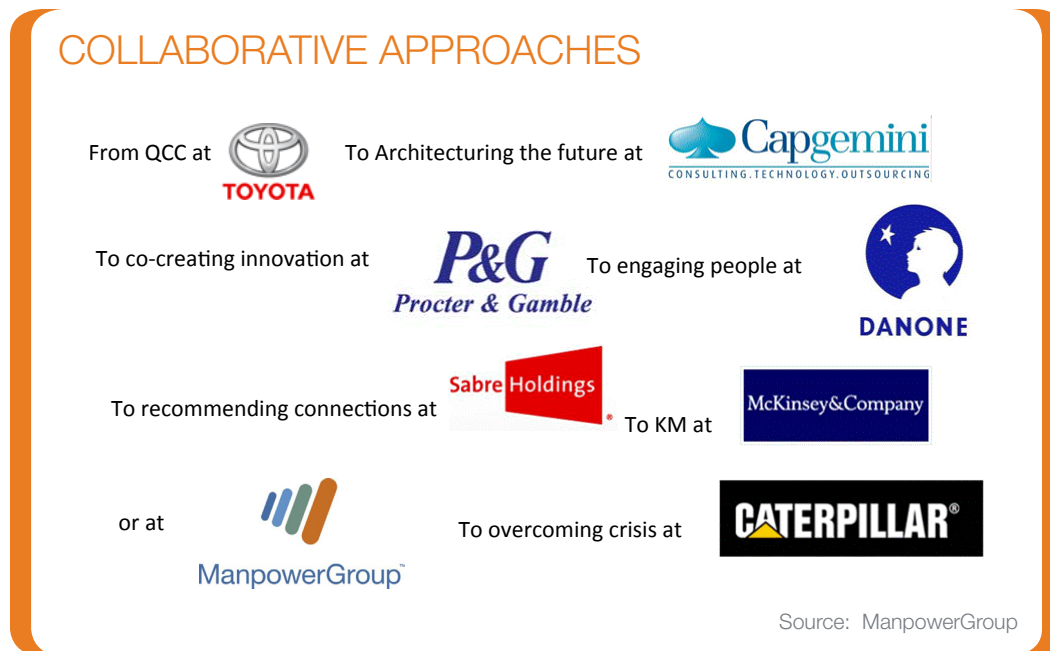 COLLABORATIVE APPROACHES
From QCC at
TOYOTA
To Architecturing the future at
Capgemini
CONSULTING.TECHNOLOGY.OUTSOURCING
To co-creating innovation at
P&G
Procter & Gamble
To engaging people at
DANONE
To recommending connections at
Sabre Holdings®
To KM at
McKinsey&Company
or at
ManpowerGroup™
To overcoming crisis at
CATERPILLAR®
Source: ManpowerGroup